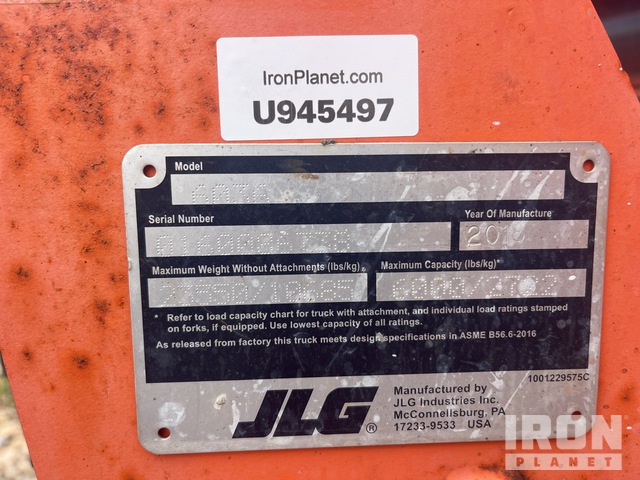 IronPlanet.com
U945497
Model
Serial Number
Year Of Manufacture
Maximum Weight Without Attachments (lbs/kg)
Maximum Capacity (lbs/kg)*
* Refer to load capacity chart for truck with attachment, and individual load ratings stamped
on forks, if equipped. Use lowest capacity of all ratings.
As released from factory this truck meets design specifications in ASME B56.6-2016
1001229575C
JLG®
Manufactured by
JLG Industries Inc.
McConnellsburg, PA
17233-9533 USA
IRON
PLANET